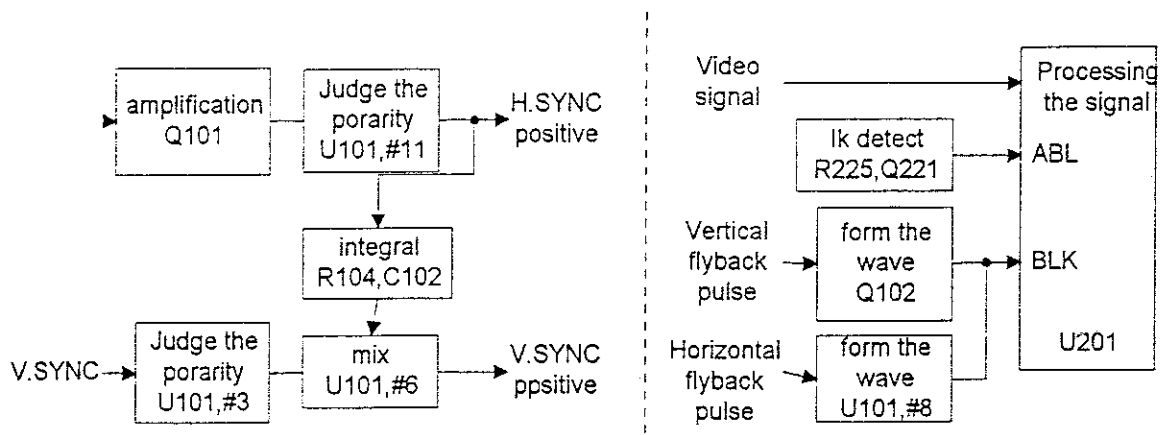 amplification
Q101
Judge the
porarity
U101,#11
H.SYNC
positive
integral
R104,C102
V.SYNC
Judge the
porarity
U101,#3
mix
U101,#6
V.SYNC
ppsitive
Video
signal
Processing
the signal
Ik detect
R225,Q221
ABL
Vertical
flyback
pulse
form the
wave
Q102
BLK
Horizontal
flyback
pulse
form the
wave
U101,#8
U201